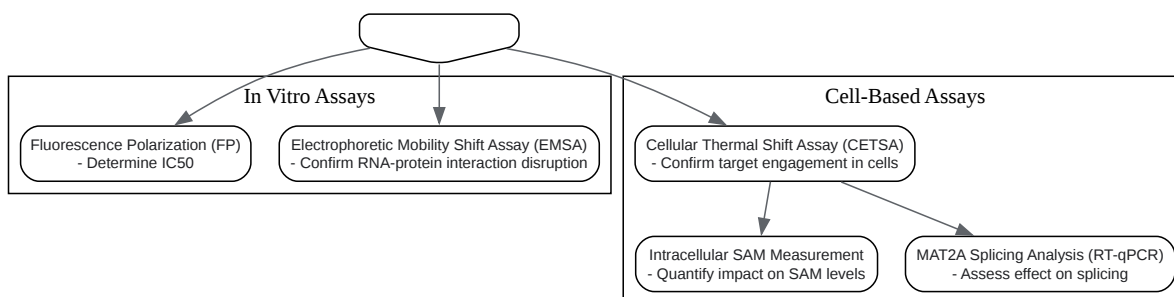 In Vitro Assays
Fluorescence Polarization (FP)
- Determine IC50
Electrophoretic Mobility Shift Assay (EMSA)
- Confirm RNA-protein interaction disruption
Cell-Based Assays
Cellular Thermal Shift Assay (CETSA)
- Confirm target engagement in cells
Intracellular SAM Measurement
- Quantify impact on SAM levels
MAT2A Splicing Analysis (RT-qPCR)
- Assess effect on splicing